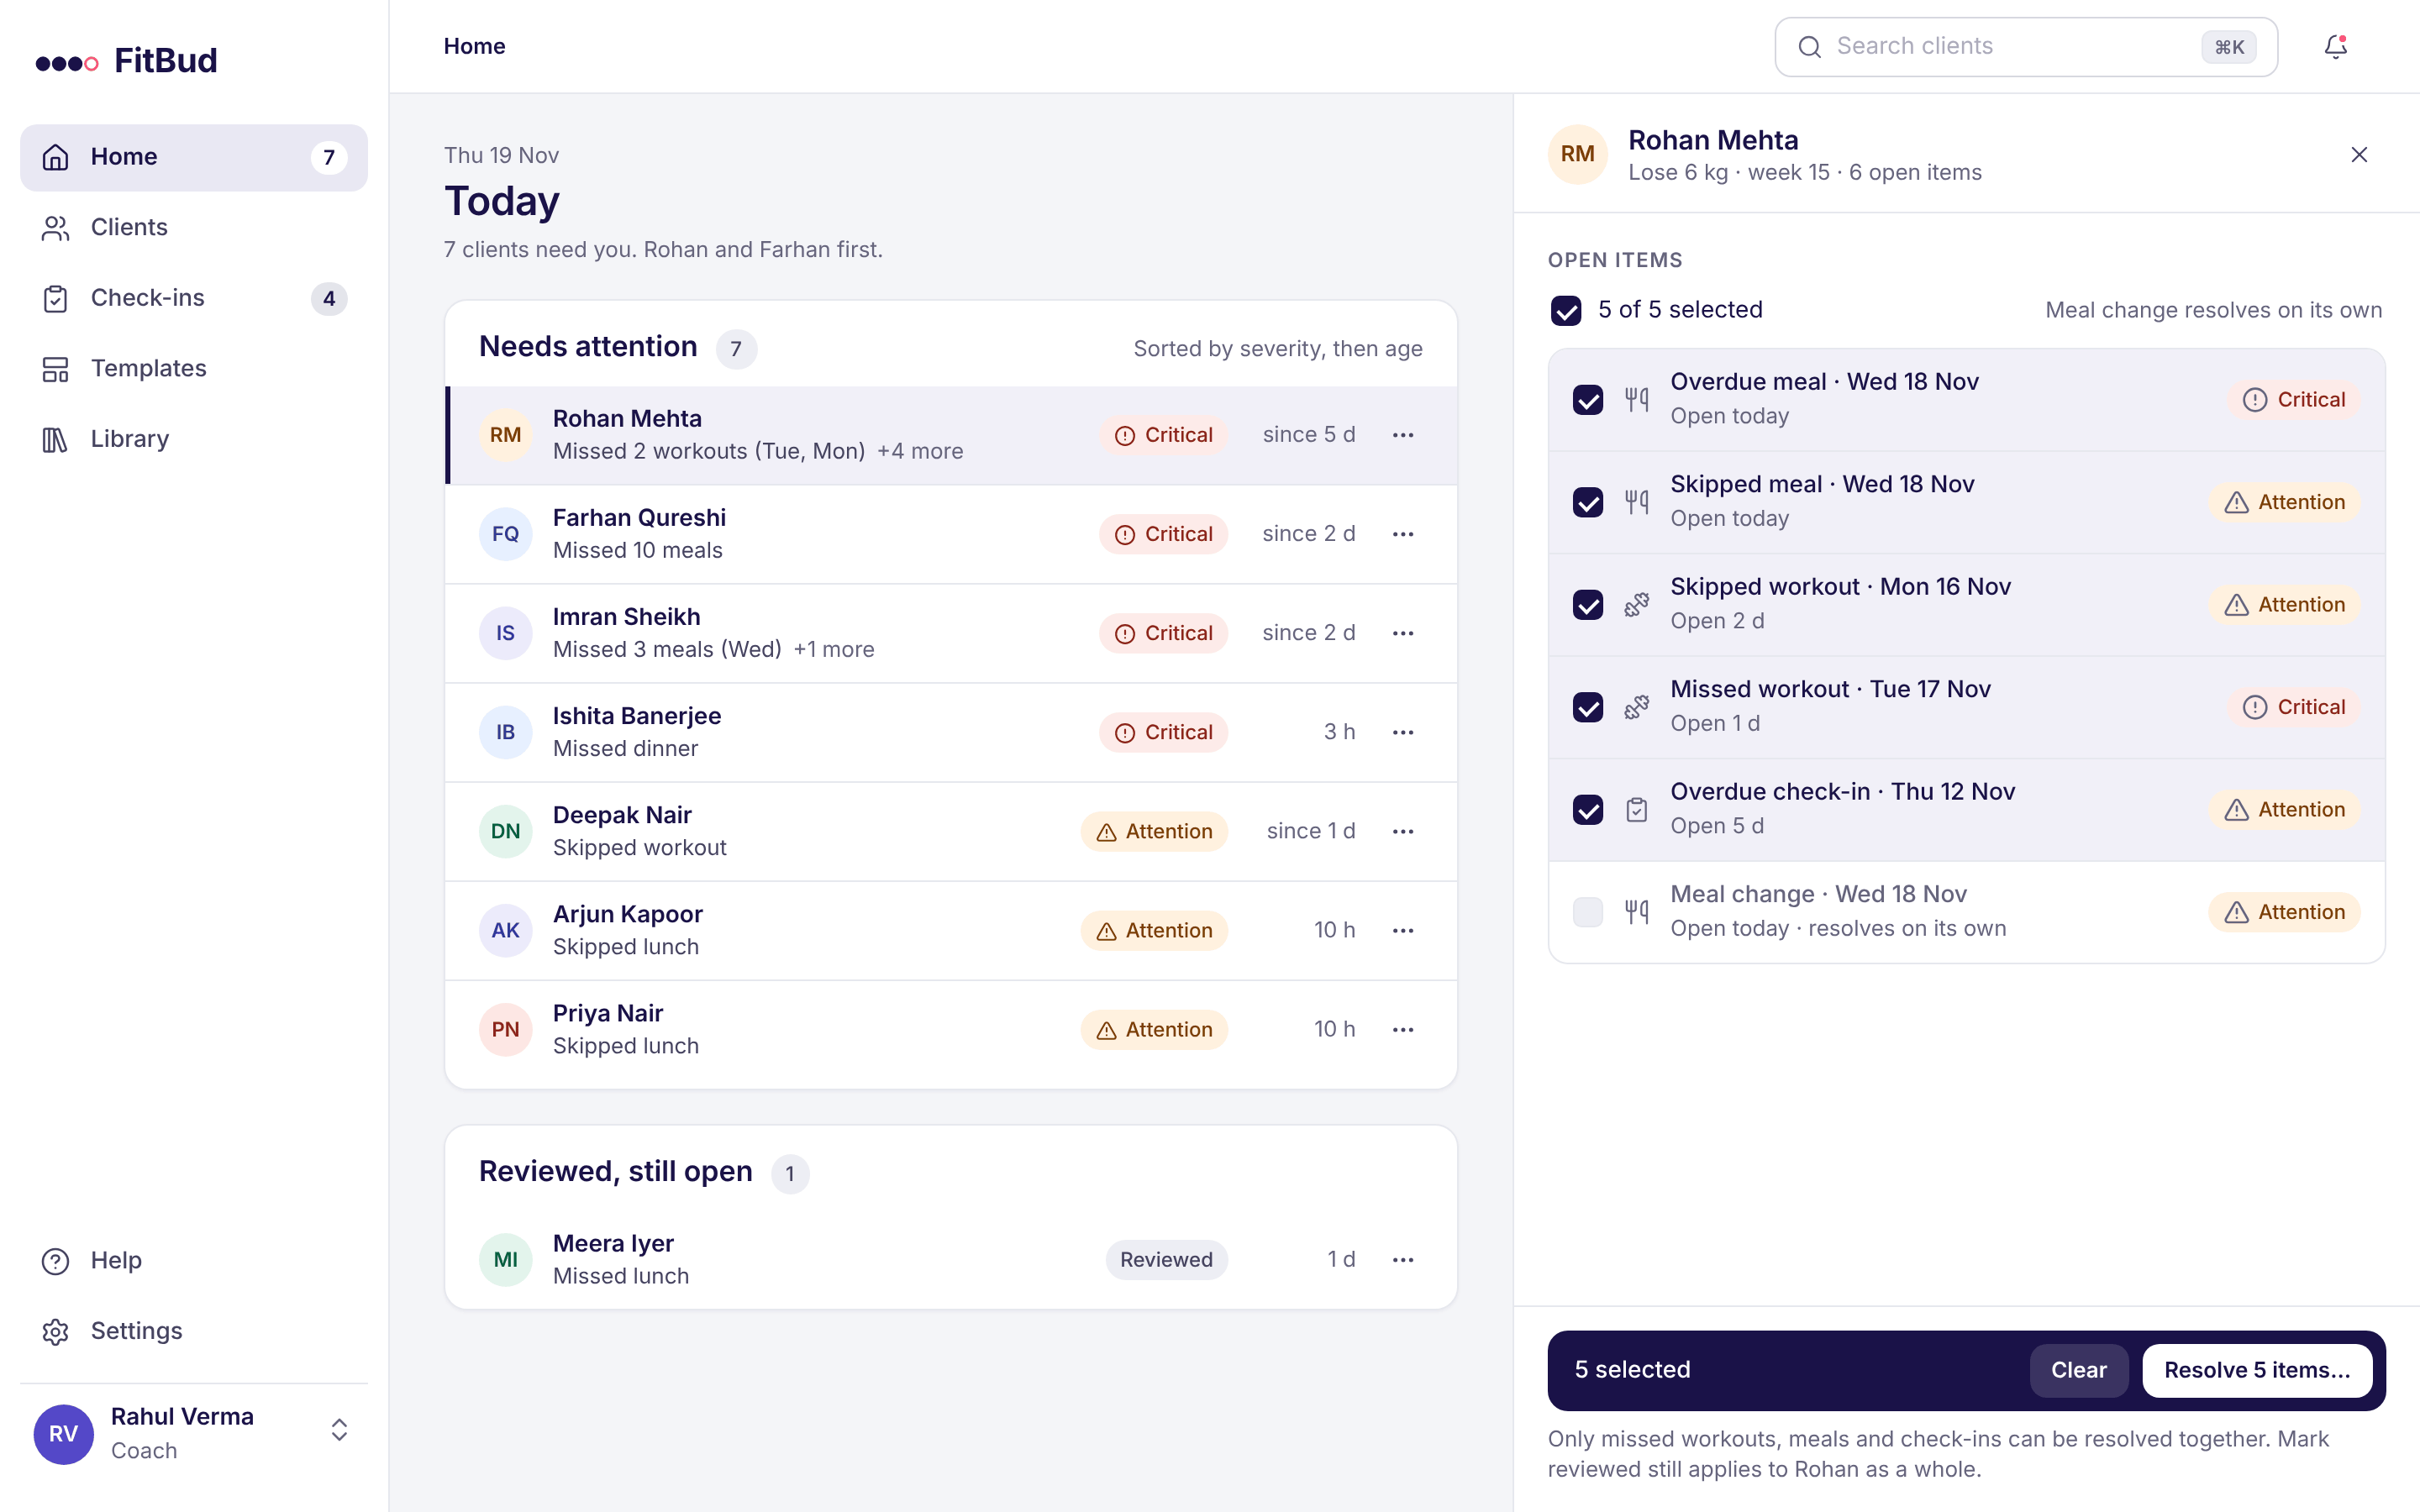 FitBud
Home 7
Clients
Check-ins 4
Templates
Library
Help
Settings
RV
Rahul Verma
Coach
Home
Search clients
⌘K
Thu 19 Nov
Today
7 clients need you. Rohan and Farhan first.
Needs attention 7
Sorted by severity, then age
RM
Rohan Mehta
Missed 2 workouts (Tue, Mon) +4 more
Critical
since 5 d
FQ
Farhan Qureshi
Missed 10 meals
Critical
since 2 d
IS
Imran Sheikh
Missed 3 meals (Wed) +1 more
Critical
since 2 d
IB
Ishita Banerjee
Missed dinner
Critical
3 h
DN
Deepak Nair
Skipped workout
Attention
since 1 d
AK
Arjun Kapoor
Skipped lunch
Attention
10 h
PN
Priya Nair
Skipped lunch
Attention
10 h
Reviewed, still open 1
MI
Meera Iyer
Missed lunch
Reviewed
1 d
RM
Rohan Mehta
Lose 6 kg · week 15 · 6 open items
OPEN ITEMS
5 of 5 selected
Meal change resolves on its own
Overdue meal · Wed 18 Nov
Open today
Critical
Skipped meal · Wed 18 Nov
Open today
Attention
Skipped workout · Mon 16 Nov
Open 2 d
Attention
Missed workout · Tue 17 Nov
Open 1 d
Critical
Overdue check-in · Thu 12 Nov
Open 5 d
Attention
Meal change · Wed 18 Nov
Open today · resolves on its own
Attention
5 selected
Clear
Resolve 5 items...
Only missed workouts, meals and check-ins can be resolved together. Mark
reviewed still applies to Rohan as a whole.